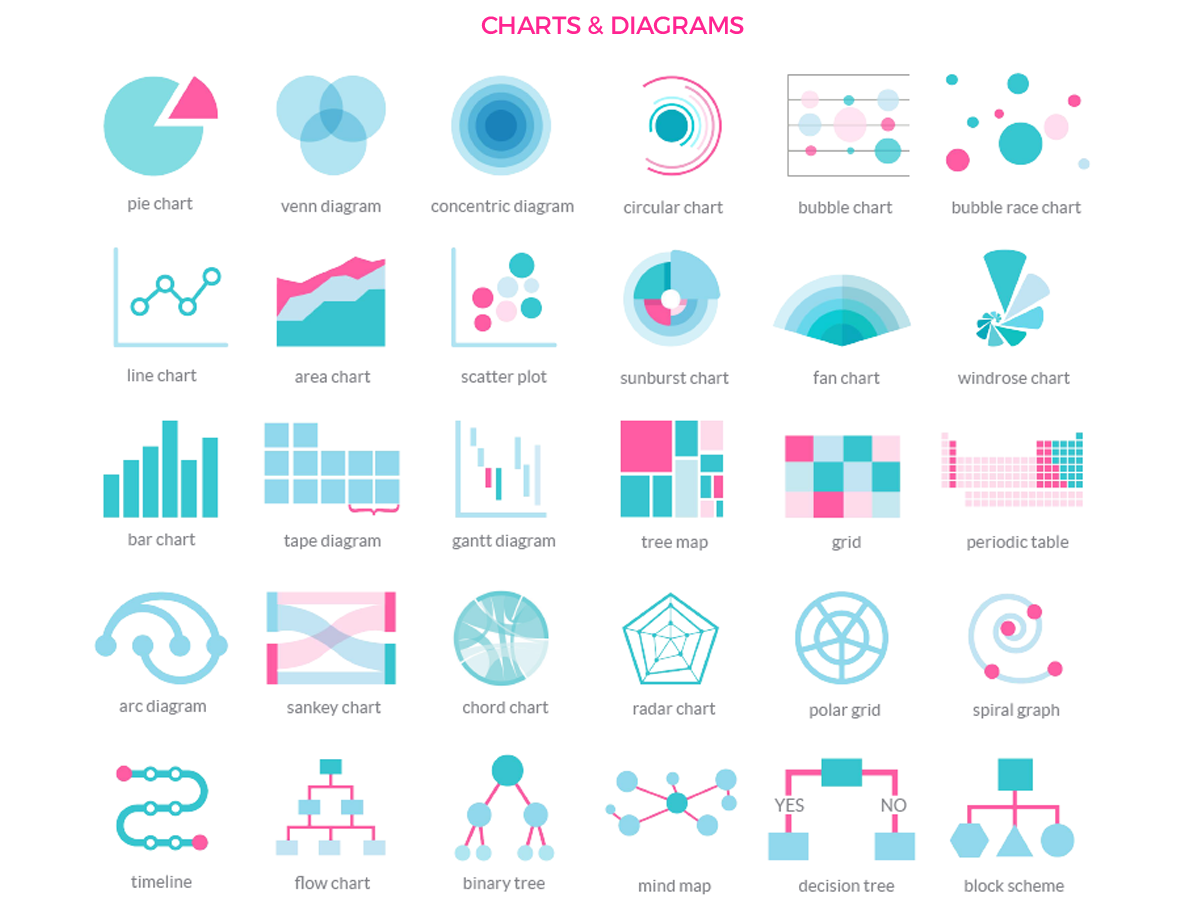 CHARTS & DIAGRAMS
pie chart
venn diagram
concentric diagram
circular chart
bubble chart
bubble race chart
line chart
area chart
scatter plot
sunburst chart
fan chart
windrose chart
bar chart
tape diagram
gantt diagram
tree map
grid
periodic table
arc diagram
sankey chart
chord chart
radar chart
polar grid
spiral graph
YES
NO
timeline
flow chart
binary tree
mind map
decision tree
block scheme